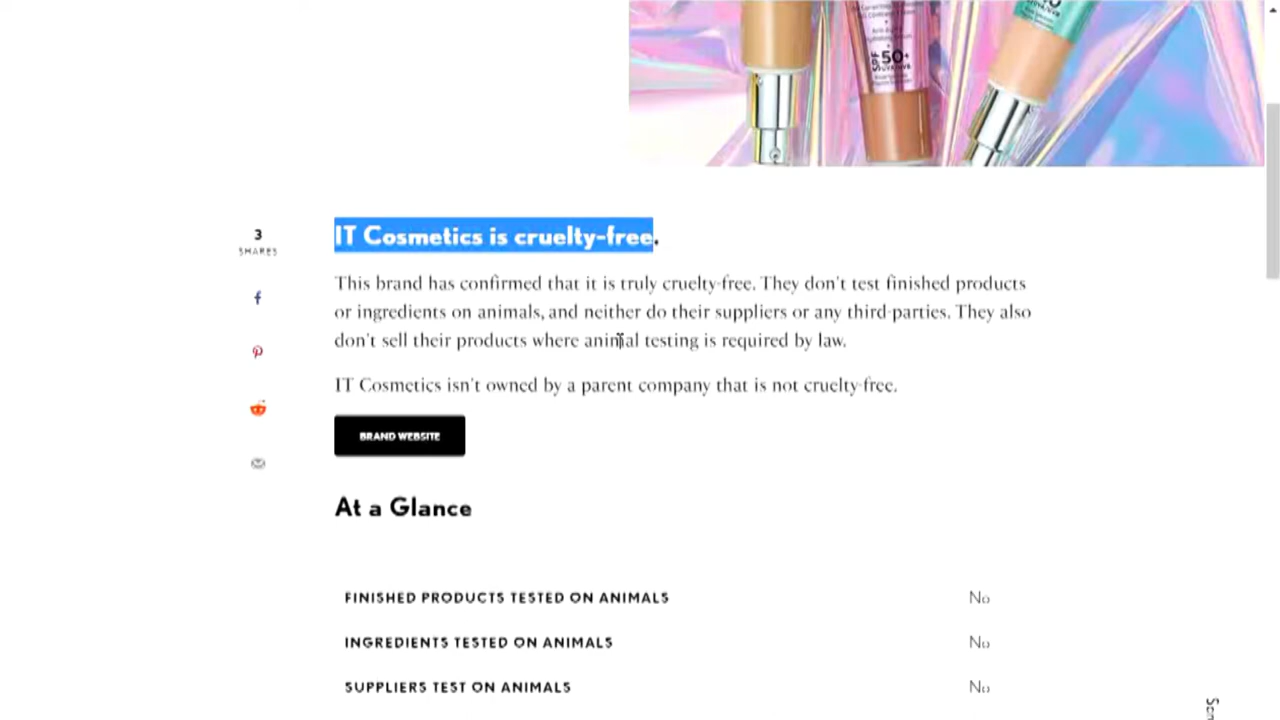 SPF
50+
UVA/UVB
IT Cosmetics is cruelty-free.
3
SHARES
This brand has confirmed that it is truly cruelty-free. They don't test finished products
or ingredients on animals, and neither do their suppliers or any third-parties. They also
don't sell their products where animal testing is required by law.
IT Cosmetics isn't owned by a parent company that is not cruelty-free.
BRAND WEBSITE
At a Glance
FINISHED PRODUCTS TESTED ON ANIMALS No
INGREDIENTS TESTED ON ANIMALS No
SUPPLIERS TEST ON ANIMALS No